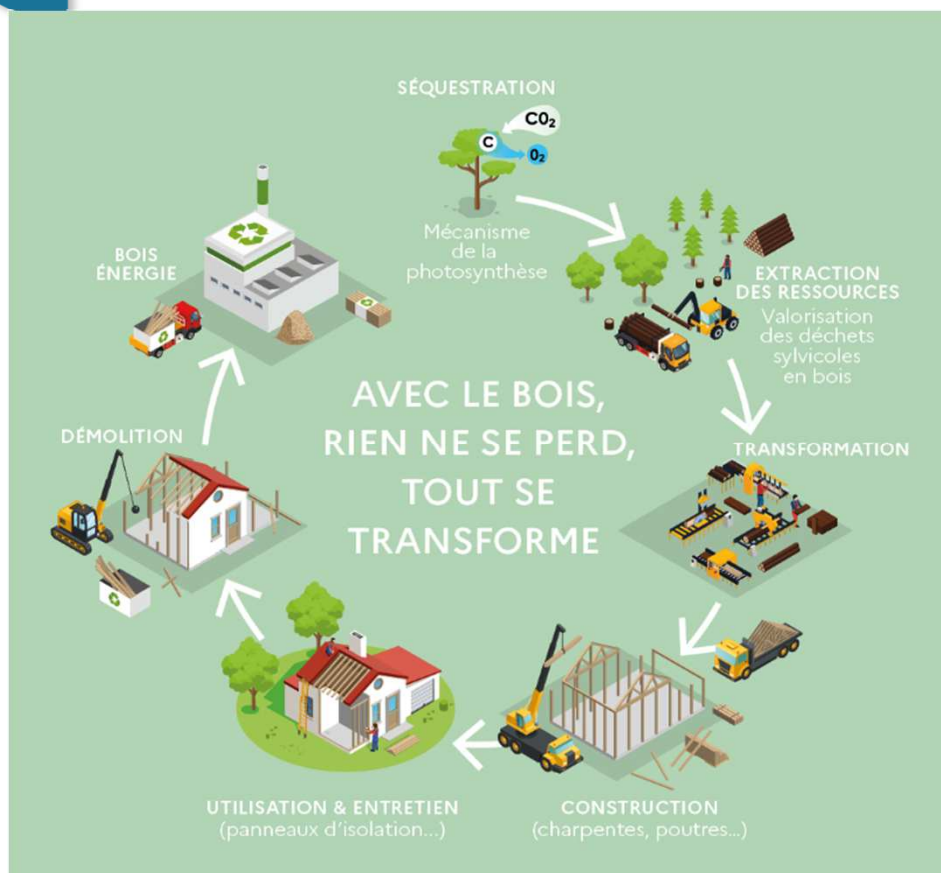 SÉQUESTRATION
CO₂
C
O₂
Mécanisme
de la
photosynthèse
EXTRACTION
DES RESSOURCES
Valorisation
des déchets
sylvicoles
en bois
TRANSFORMATION
CONSTRUCTION
(charpentes, poutres...)
UTILISATION & ENTRETIEN
(panneaux d'isolation...)
DÉMOLITION
BOIS
ÉNERGIE
AVEC LE BOIS,
RIEN NE SE PERD,
TOUT SE
TRANSFORME